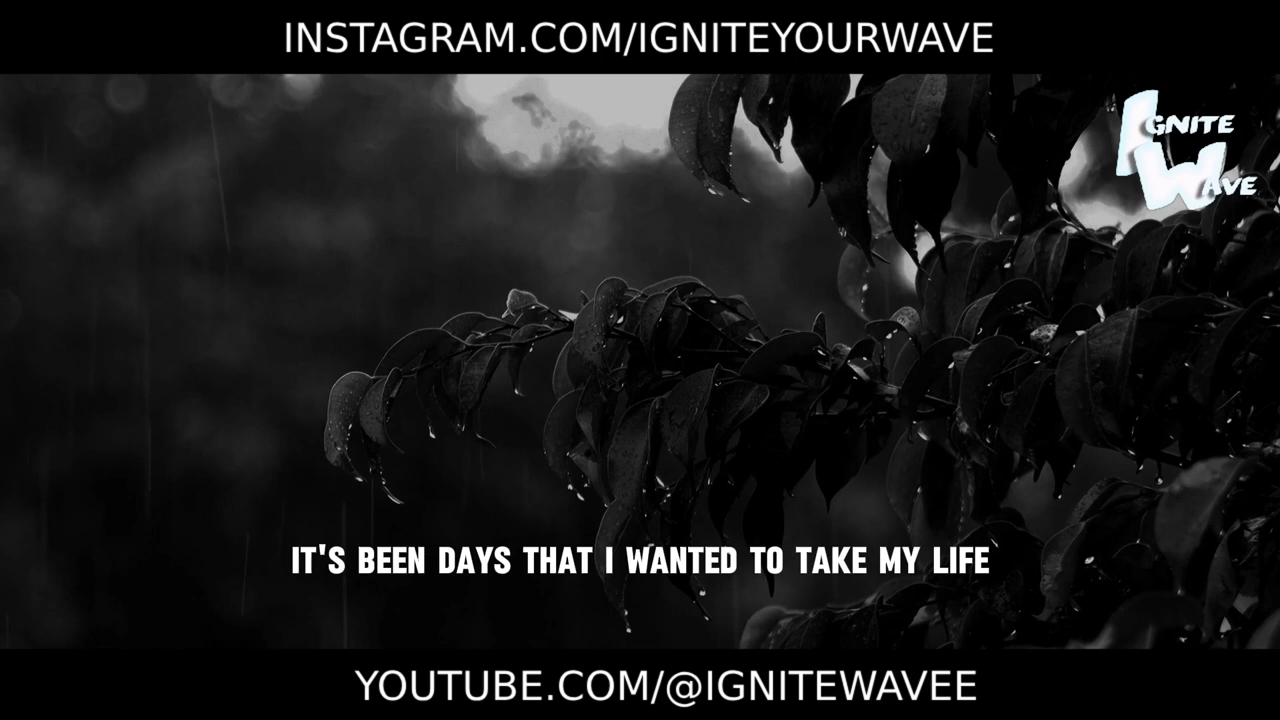 INSTAGRAM.COM/IGNITEYOURWAVE
IGNITE
WAVE
IT'S BEEN DAYS THAT I WANTED TO TAKE MY LIFE
YOUTUBE.COM/@IGNITEWAVEE